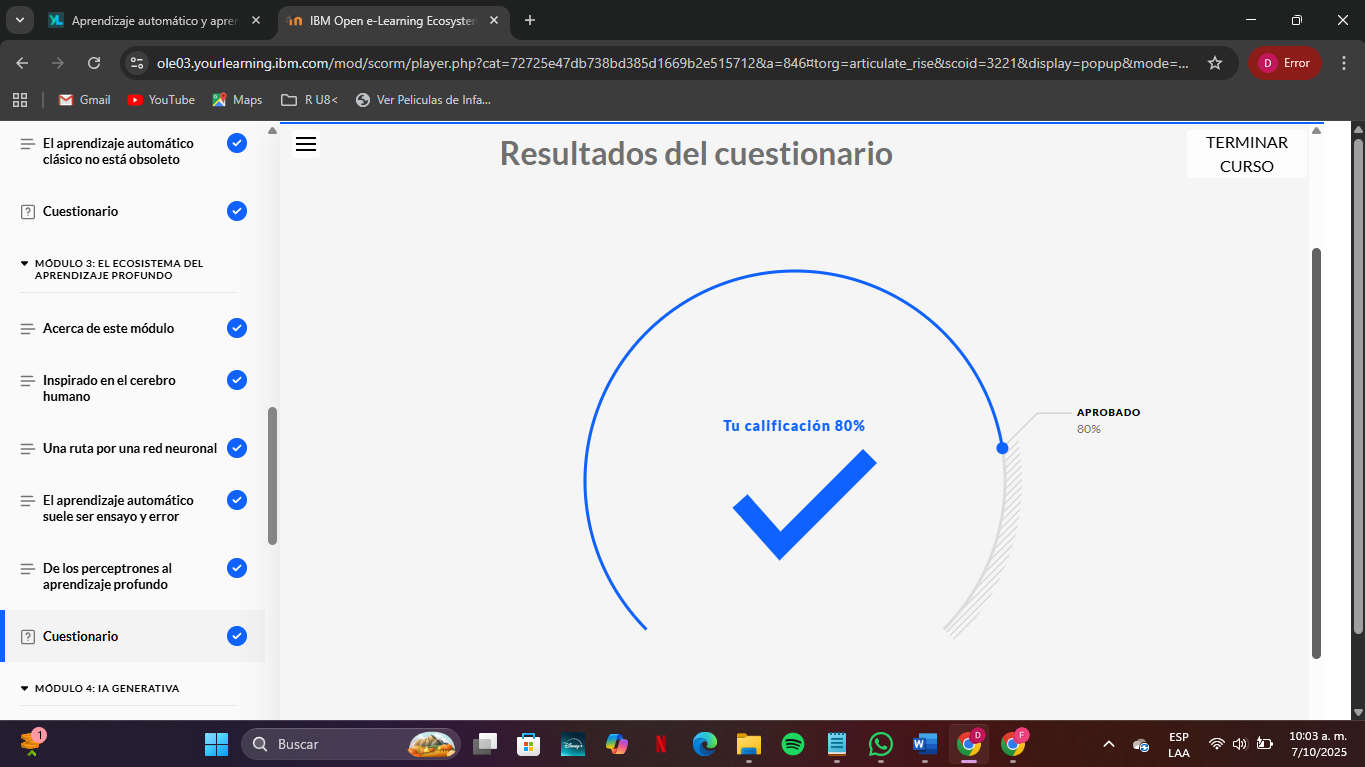 Aprendizaje automático y apren
IBM Open e-Learning Ecosystem
ole03.yourlearning.ibm.com/mod/scorm/player.php?cat=72725e47db738bd385d1669b2e515712&a=846¤torg=articulate_rise&scoid=3221&display=popup&mode=...
D Error
Gmail
YouTube
Maps
R U8<
Ver Peliculas de Infa...
El aprendizaje automático
clásico no está obsoleto
Cuestionario
MÓDULO 3: EL ECOSISTEMA DEL
APRENDIZAJE PROFUNDO
Acerca de este módulo
Inspirado en el cerebro
humano
Una ruta por una red neuronal
El aprendizaje automático
suele ser ensayo y error
De los perceptrones al
aprendizaje profundo
Cuestionario
MÓDULO 4: IA GENERATIVA
Resultados del cuestionario
TERMINAR
CURSO
Tu calificación 80%
APROBADO
80%
1
Buscar
Disney+
N
W
D
F
ESP
LAA
10:03 a. m.
7/10/2025